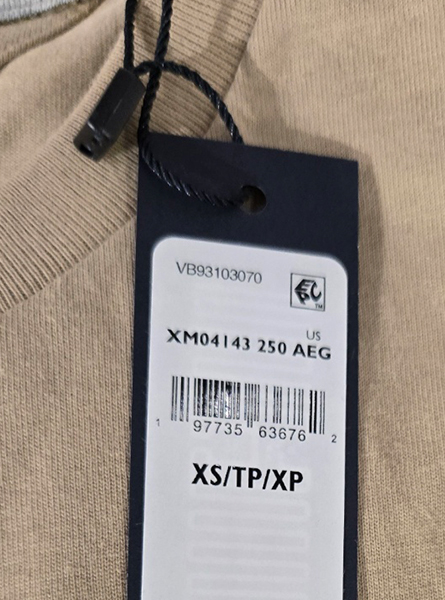 VB93103070
US
XM04143 250 AEG
1 97735 63676 2
XS/TP/XP